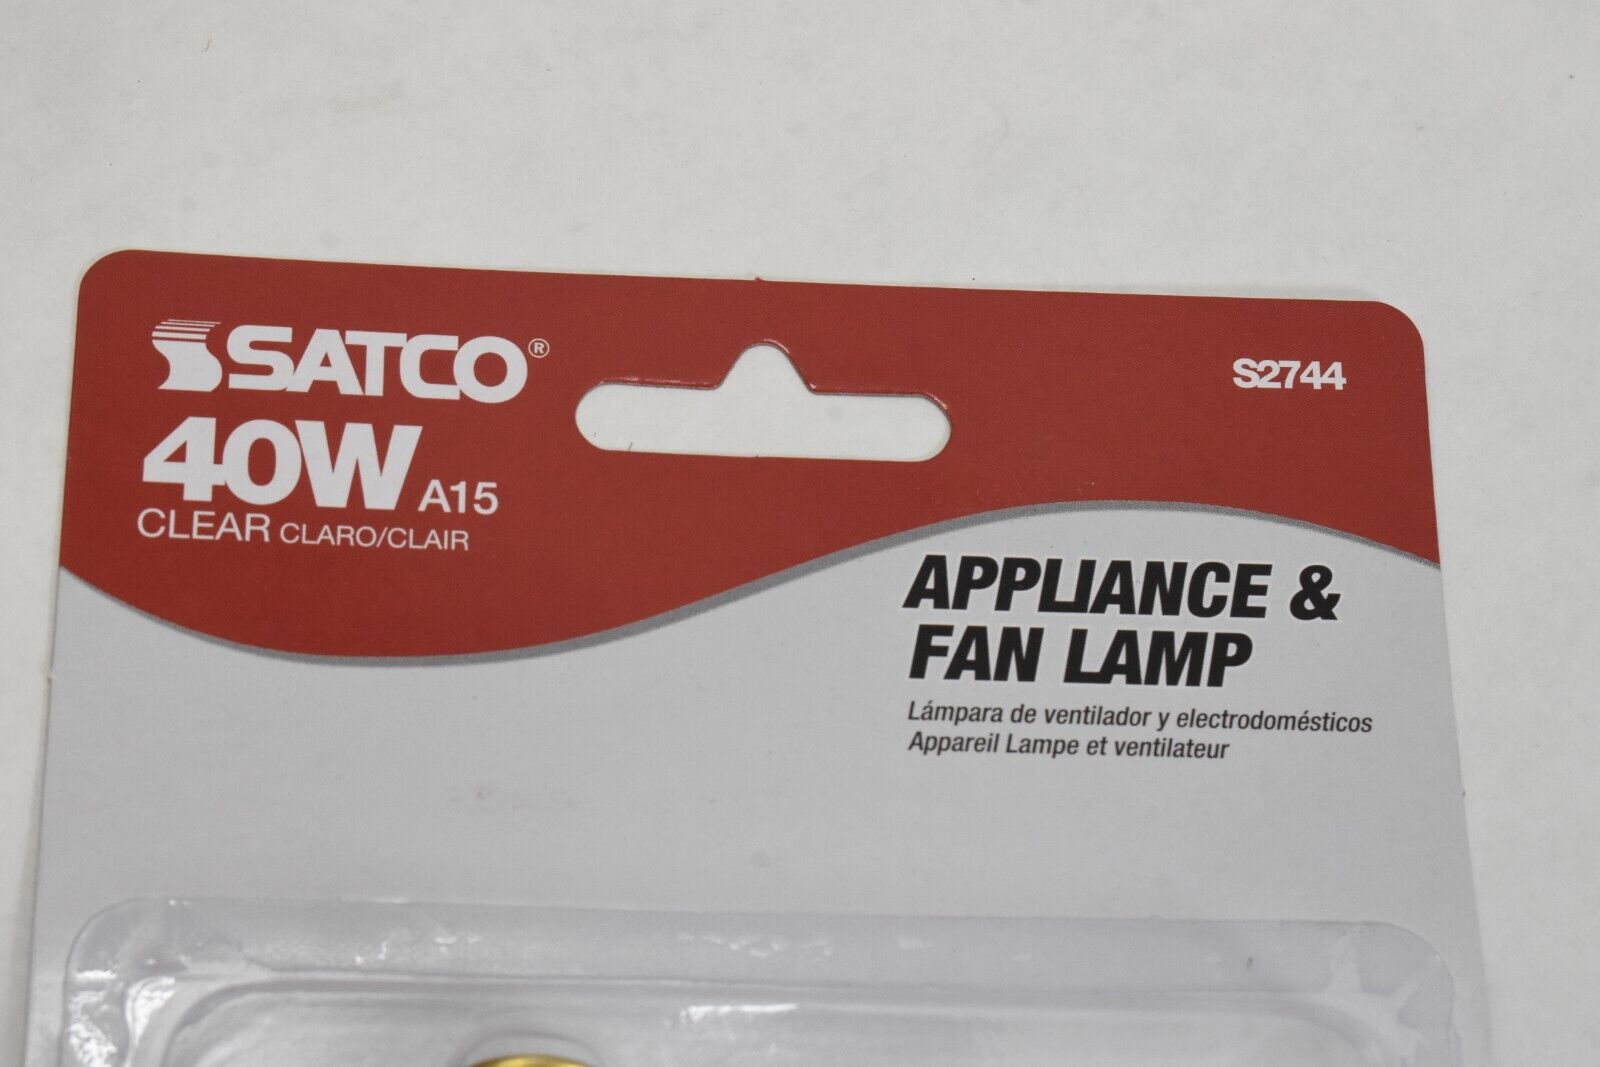 SATCO®
40W A15
CLEAR CLARO/CLAIR
S2744
APPLIANCE &
FAN LAMP
Lámpara de ventilador y electrodomésticos
Appareil Lampe et ventilateur